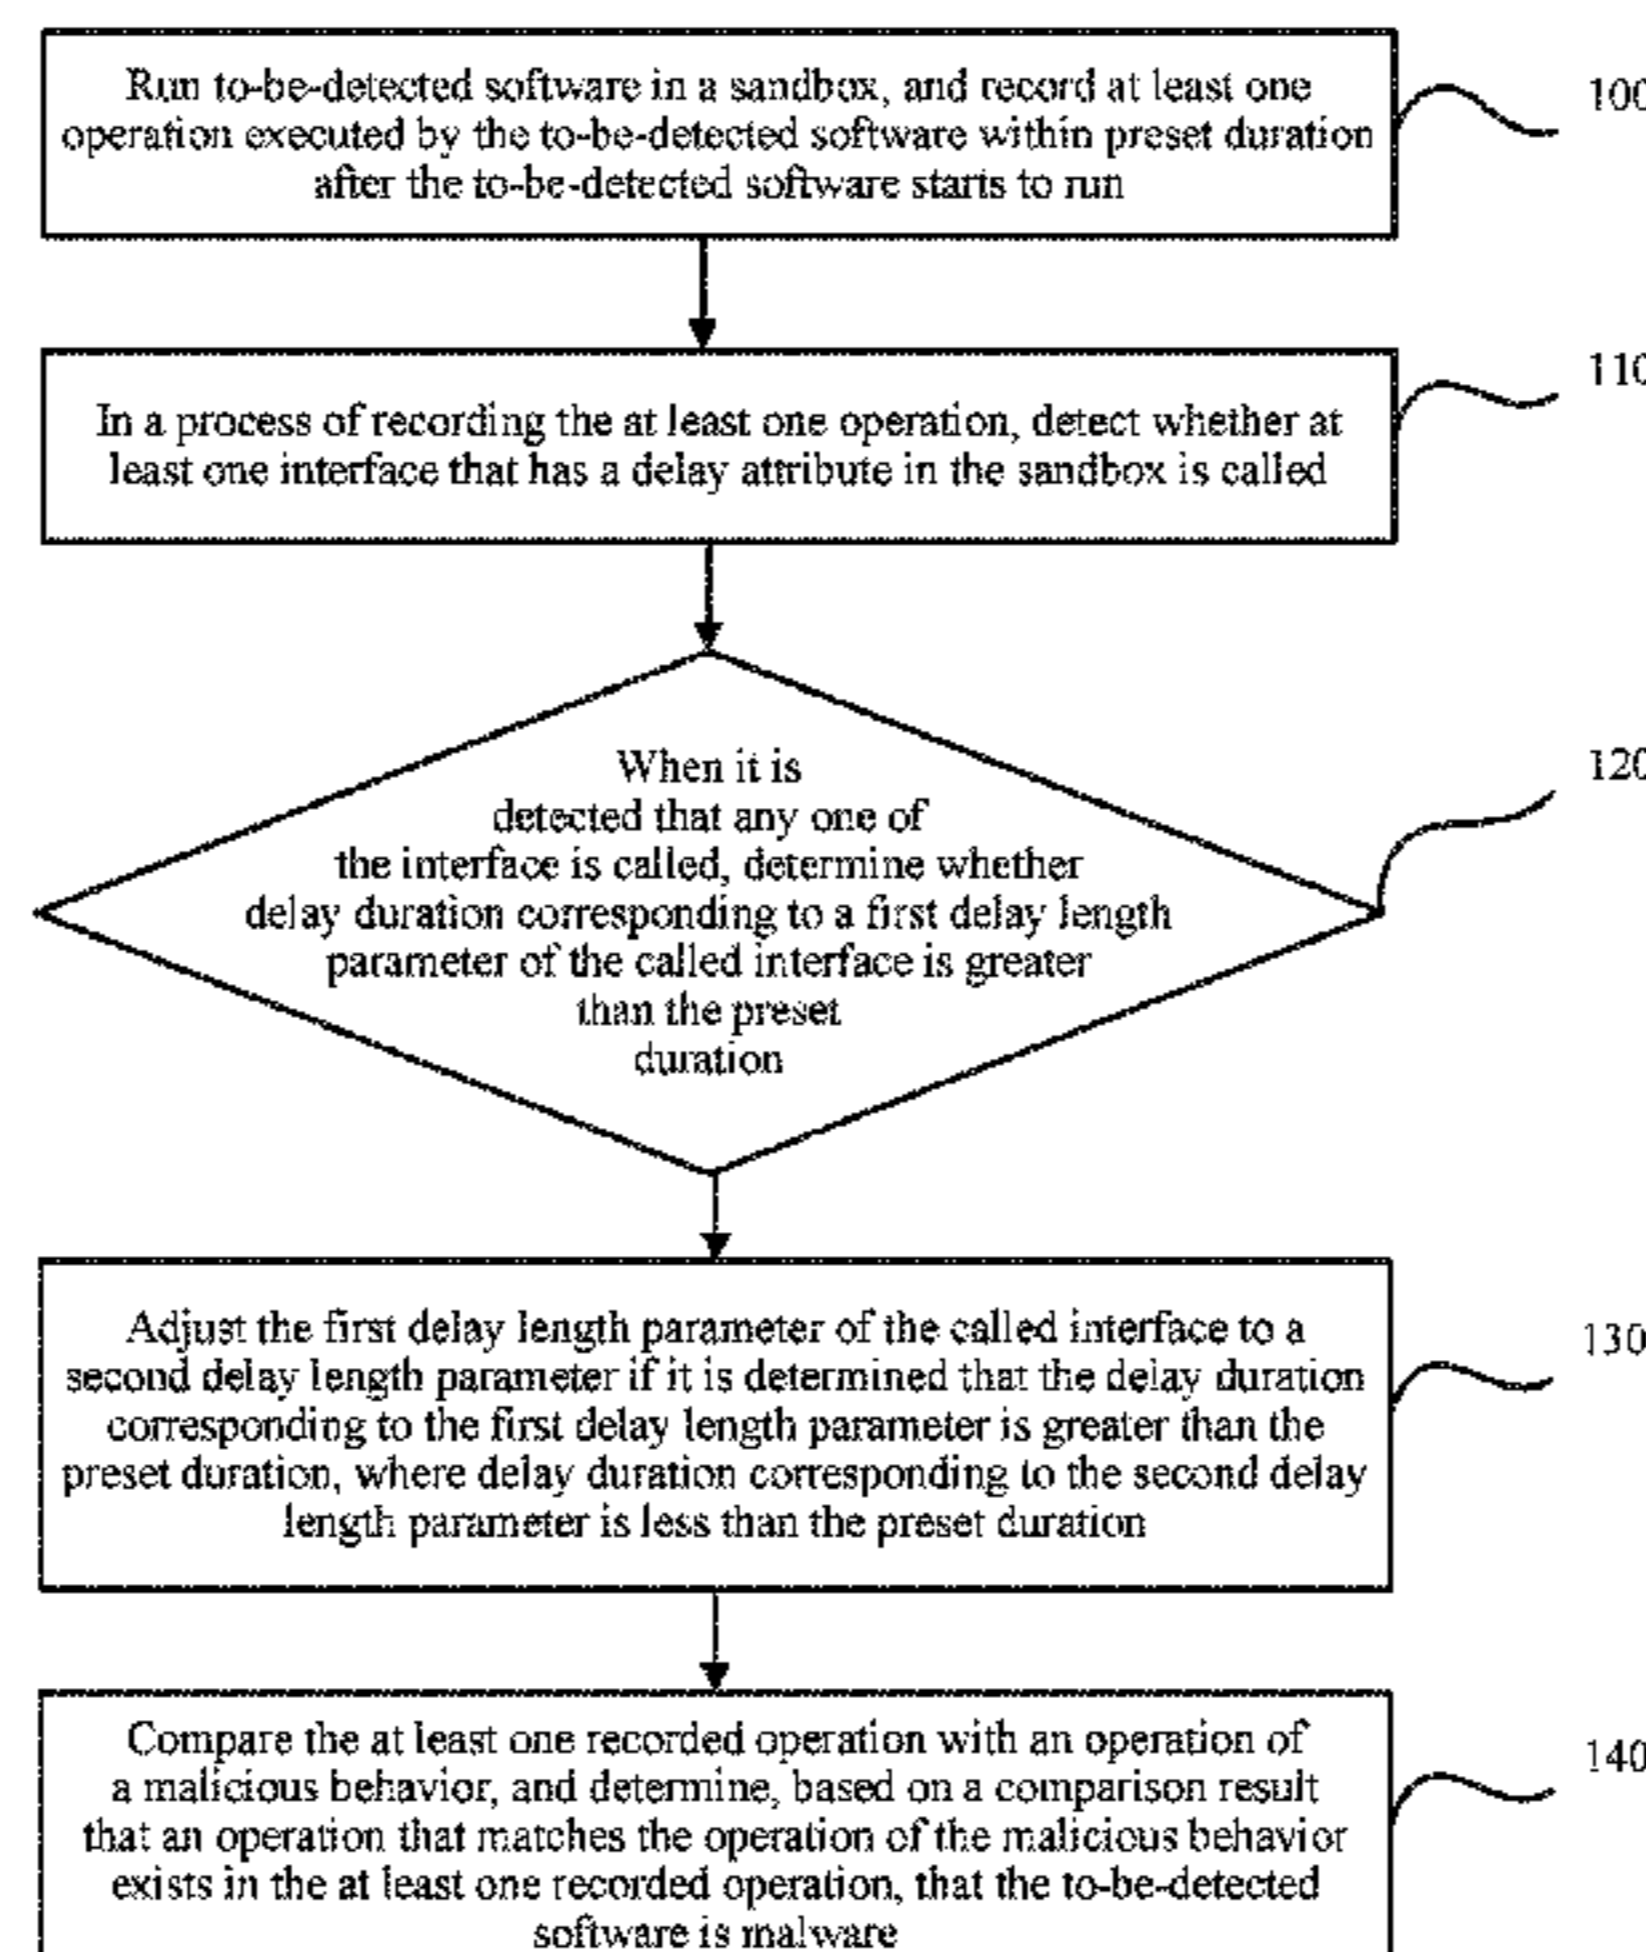 Run to-be-detected software in a sandbox, and record at least one
operation executed by the to-be-detected software within preset duration
after the to-be-detected software starts to run
100
In a process of recording the at least one operation, detect whether at
least one interface that has a delay attribute in the sandbox is called
110
When it is
detected that any one of
the interface is called, determine whether
delay duration corresponding to a first delay length
parameter of the called interface is greater
than the preset
duration
120
Adjust the first delay length parameter of the called interface to a
second delay length parameter if it is determined that the delay duration
corresponding to the first delay length parameter is greater than the
preset duration, where delay duration corresponding to the second delay
length parameter is less than the preset duration
130
Compare the at least one recorded operation with an operation of
a malicious behavior, and determine, based on a comparison result
that an operation that matches the operation of the malicious behavior
exists in the at least one recorded operation, that the to-be-detected
software is malware
140